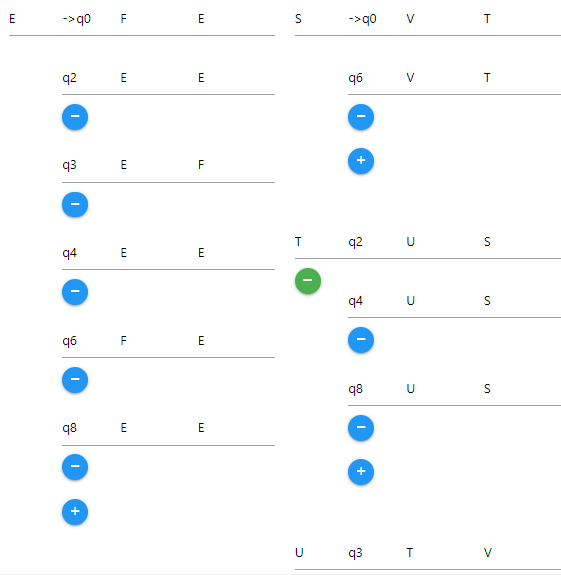 E ->q0 F E
q2 E E
q3 E F
q4 E E
q6 F E
q8 E E
S ->q0 V T
q6 V T
T q2 U S
q4 U S
q8 U S
U q3 T V